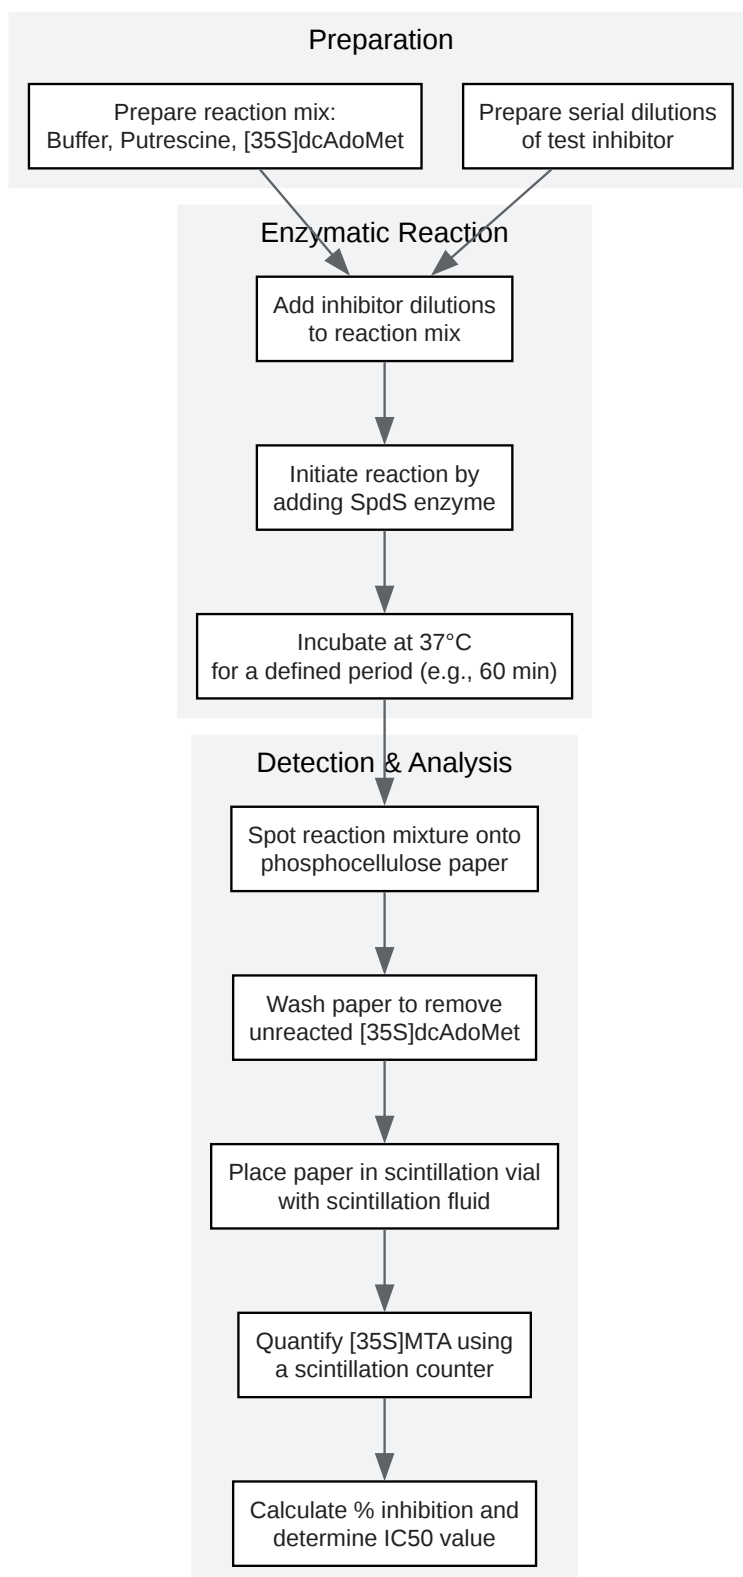 Preparation
Prepare reaction mix:
Buffer, Putrescine, [35S]dcAdoMet
Prepare serial dilutions
of test inhibitor
Enzymatic Reaction
Add inhibitor dilutions
to reaction mix
Initiate reaction by
adding SpdS enzyme
Incubate at 37°C
for a defined period (e.g., 60 min)
Detection & Analysis
Spot reaction mixture onto
phosphocellulose paper
Wash paper to remove
unreacted [35S]dcAdoMet
Place paper in scintillation vial
with scintillation fluid
Quantify [35S]MTA using
a scintillation counter
Calculate % inhibition and
determine IC50 value